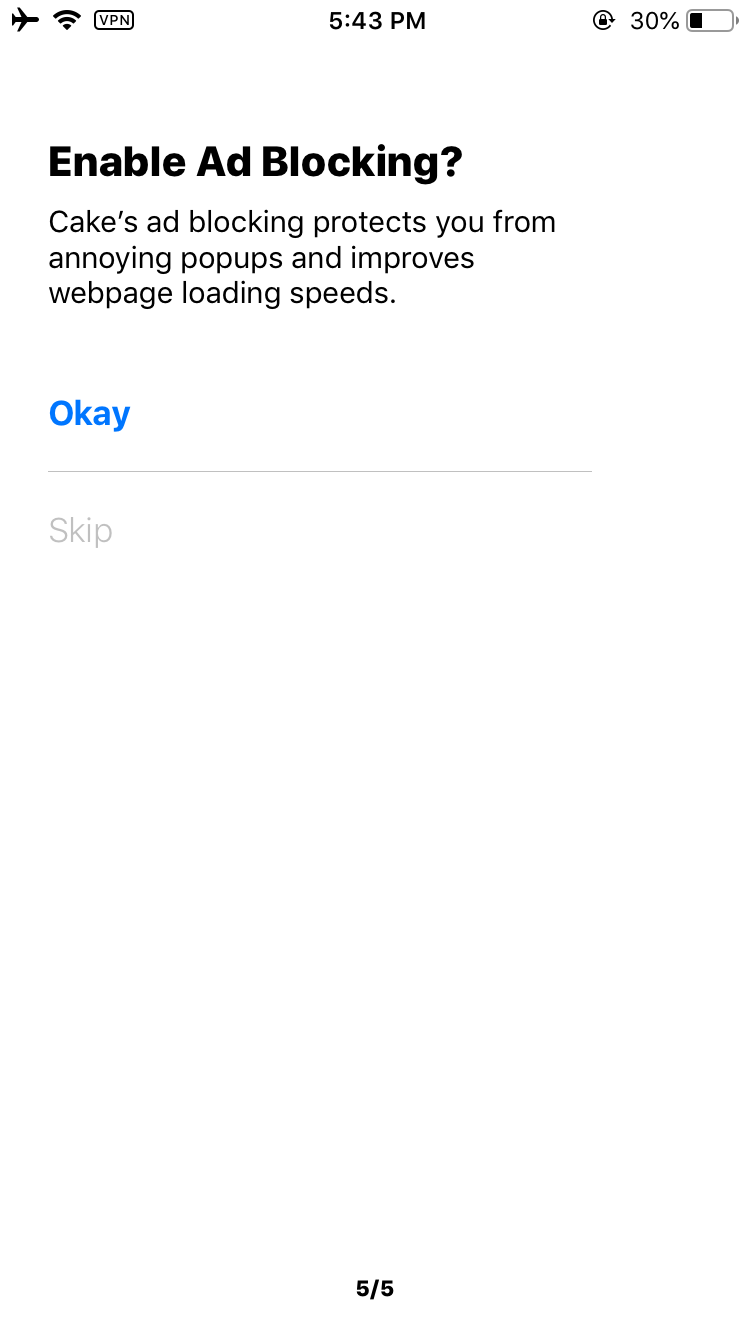 VPN 5:43 PM 30%
Enable Ad Blocking?
Cake’s ad blocking protects you from
annoying popups and improves
webpage loading speeds.
Okay
Skip
5/5